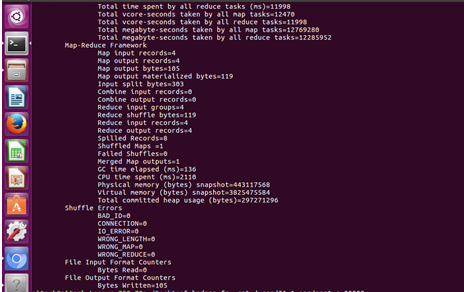 Total time spent by all reduce tasks (ms)=11998
Total vcore-seconds taken by all map tasks=12470
Total vcore-seconds taken by all reduce tasks=11998
Total megabyte-seconds taken by all map tasks=12769280
Total megabyte-seconds taken by all reduce tasks=12285952
Map-Reduce Framework
Map input records=4
Map output records=4
Map output bytes=105
Map output materialized bytes=119
Input split bytes=303
Combine input records=0
Combine output records=0
Reduce input groups=4
Reduce shuffle bytes=119
Reduce input records=4
Reduce output records=4
Spilled Records=8
Shuffled Maps =1
Failed Shuffles=0
Merged Map outputs=1
GC time elapsed (ms)=136
CPU time spent (ms)=2110
Physical memory (bytes) snapshot=443117568
Virtual memory (bytes) snapshot=3825475584
Total committed heap usage (bytes)=297271296
Shuffle Errors
BAD_ID=0
CONNECTION=0
IO_ERROR=0
WRONG_LENGTH=0
WRONG_MAP=0
WRONG_REDUCE=0
File Input Format Counters
Bytes Read=0
File Output Format Counters
Bytes Written=105